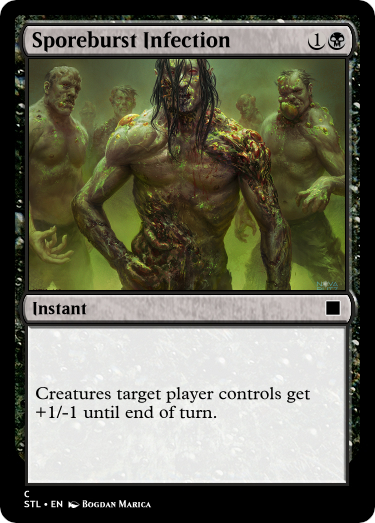 Sporeburst Infection 1
Instant
Creatures target player controls get
+1/-1 until end of turn.
C
STL • EN Bogdan Marica